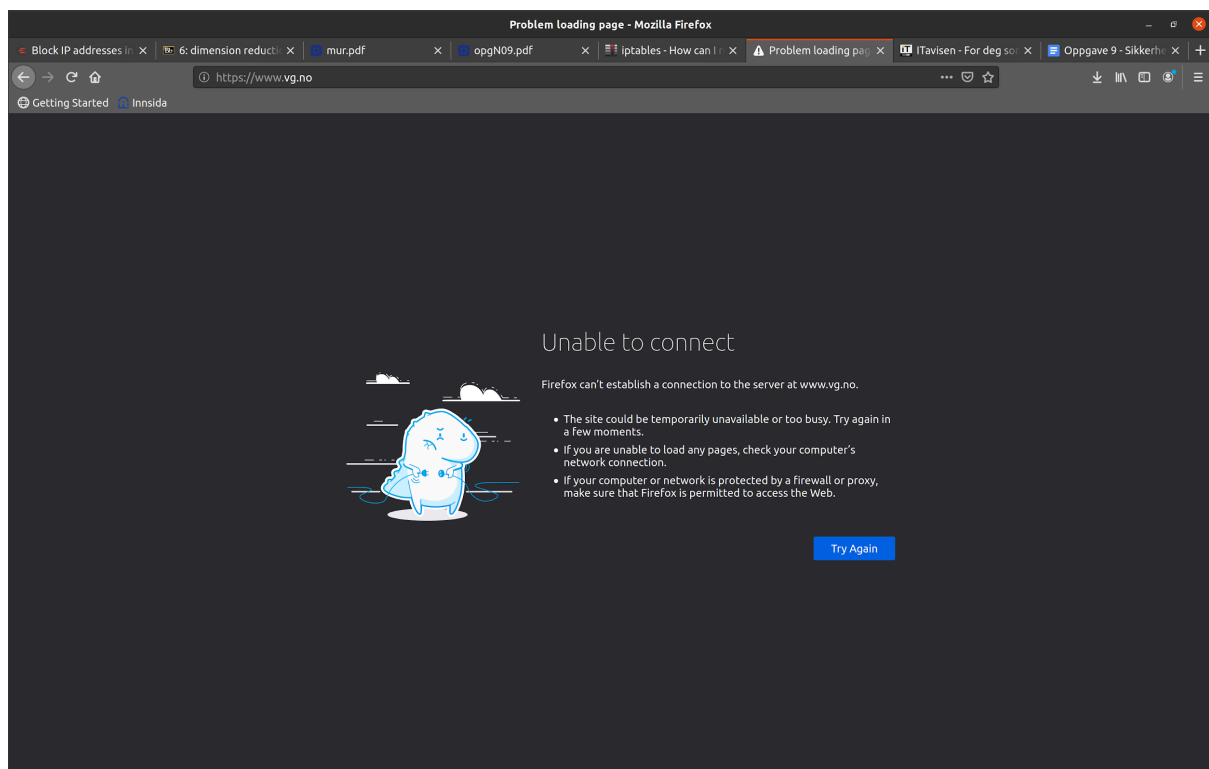 Problem loading page - Mozilla Firefox
Block IP addresses in
6: dimension reducti
mur.pdf
opgN09.pdf
iptables - How can I r
Problem loading pag
ITavisen - For deg sor
Oppgave 9 - Sikkerhe
https://www.vg.no
Getting Started
Innsida
Unable to connect
Firefox can't establish a connection to the server at www.vg.no.
The site could be temporarily unavailable or too busy. Try again in
a few moments.
If you are unable to load any pages, check your computer's
network connection.
If your computer or network is protected by a firewall or proxy,
make sure that Firefox is permitted to access the Web.
Try Again